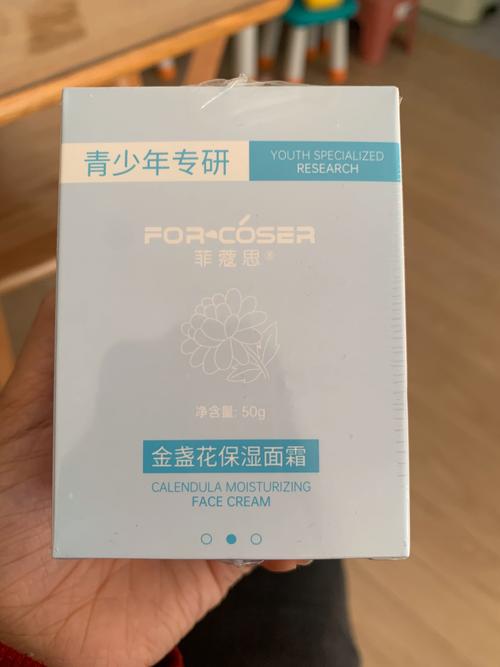 青少年专研
YOUTH SPECIALIZED
RESEARCH
FOR·CÓSER
菲蔻思®
净含量: 50g
金盏花保湿面霜
CALENDULA MOISTURIZING
FACE CREAM